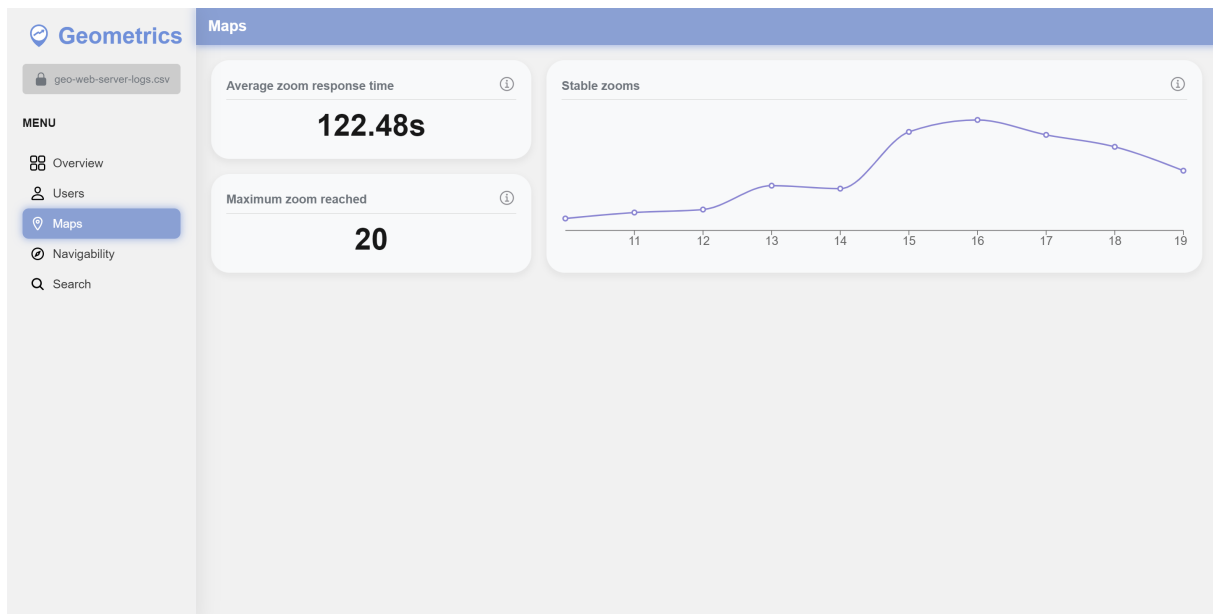 Geometrics
geo-web-server-logs.csv
MENU
Overview
Users
Maps
Navigability
Search
Maps
Average zoom response time
122.48s
Maximum zoom reached
20
Stable zooms
11 12 13 14 15 16 17 18 19